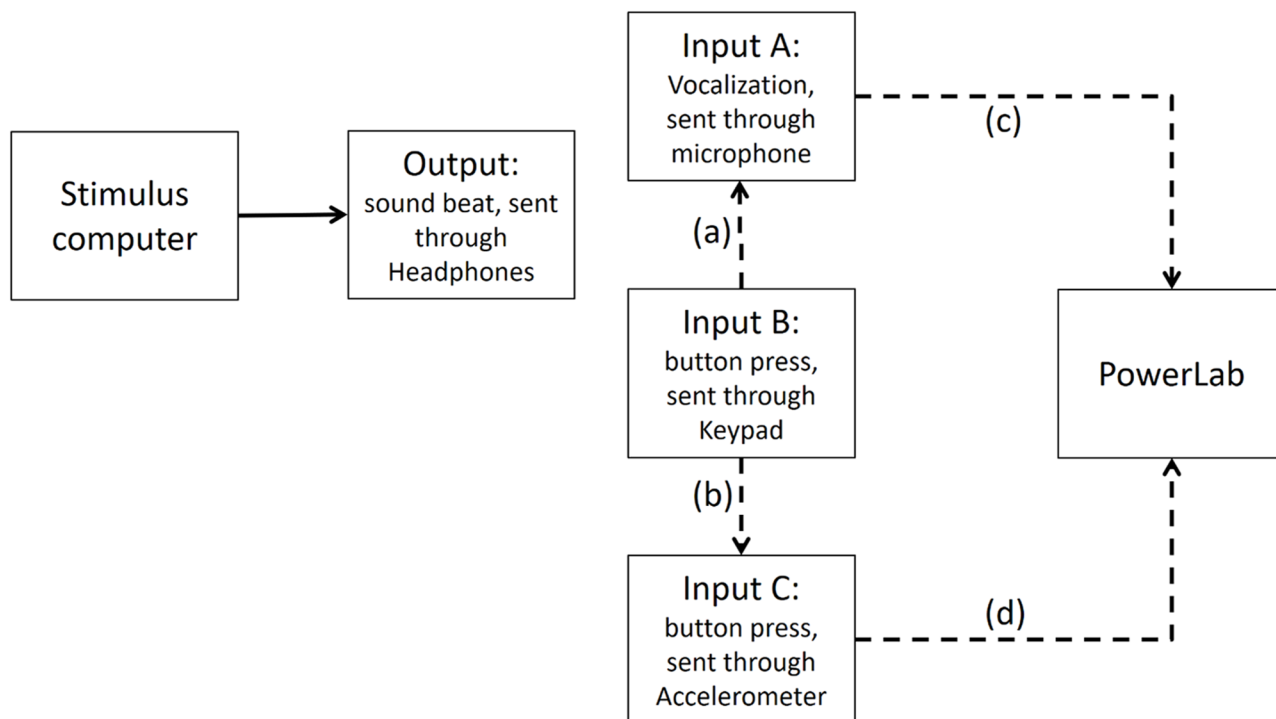 Stimulus
computer
Output:
sound beat, sent
through
Headphones
Input A:
Vocalization,
sent through
microphone
(a)
(c)
Input B:
button press,
sent through
Keypad
(b)
Input C:
button press,
sent through
Accelerometer
(d)
PowerLab